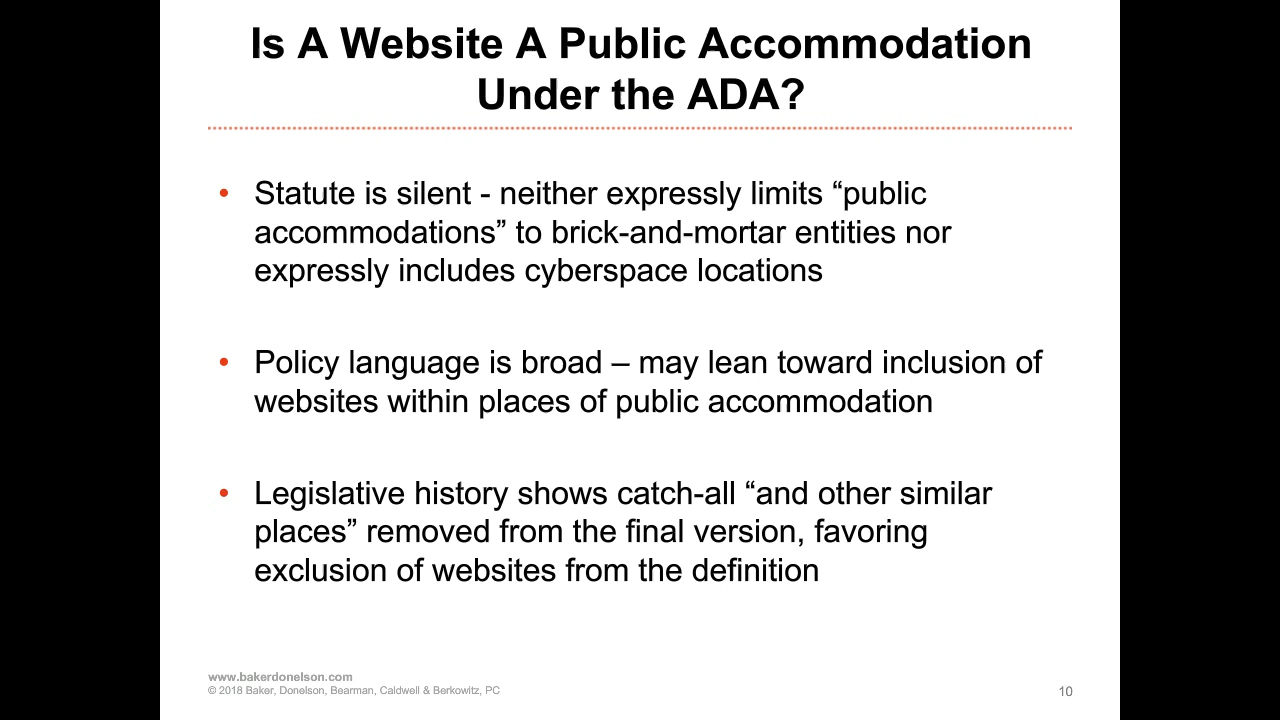 Is A Website A Public Accommodation
Under the ADA?
• Statute is silent - neither expressly limits “public
accommodations” to brick-and-mortar entities nor
expressly includes cyberspace locations
• Policy language is broad – may lean toward inclusion of
websites within places of public accommodation
• Legislative history shows catch-all “and other similar
places” removed from the final version, favoring
exclusion of websites from the definition
www.bakerdonelson.com
© 2018 Baker, Donelson, Bearman, Caldwell & Berkowitz, PC
10